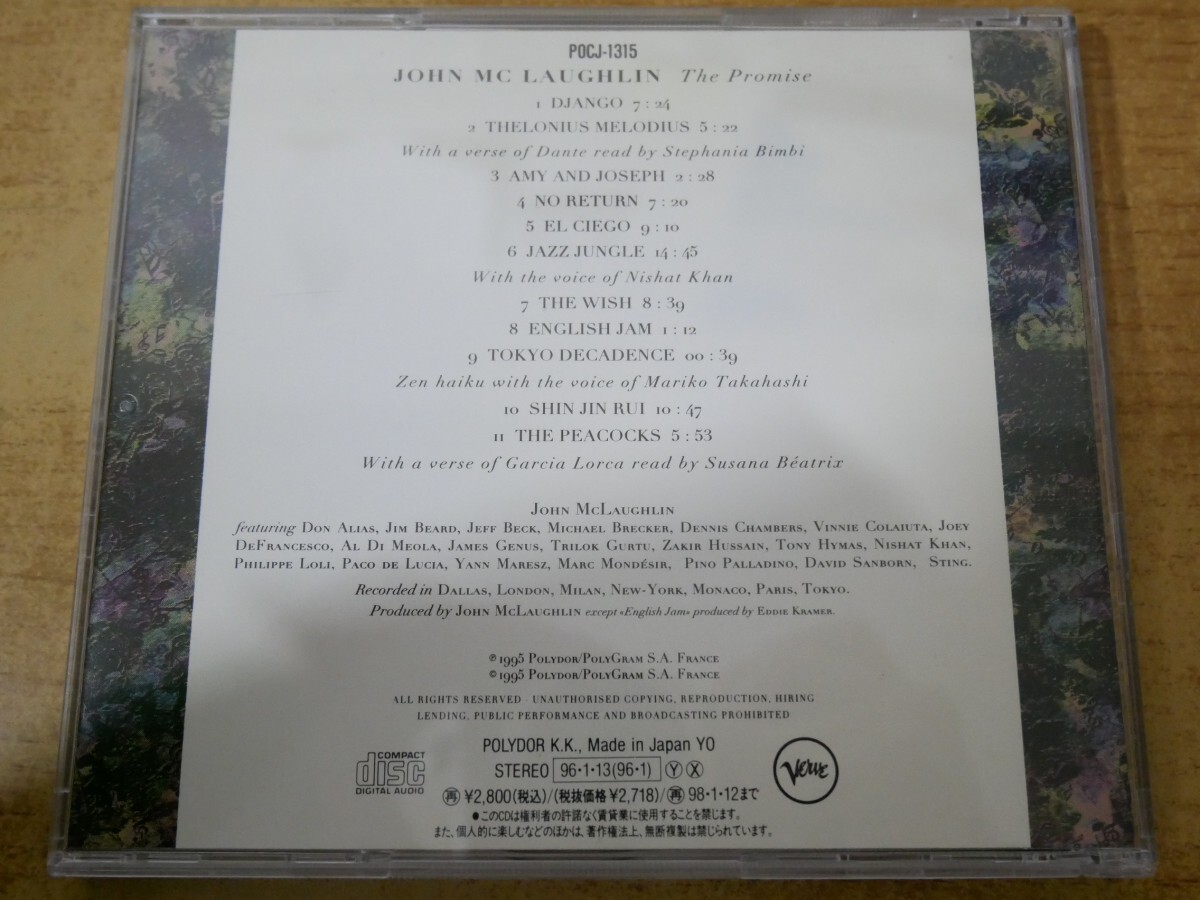 POCJ-1315
JOHN MC LAUGHLIN The Promise
1 DJANGO 7 : 24
2 THELONIUS MELODIUS 5 : 22
With a verse of Dante read by Stephania Bimbi
3 AMY AND JOSEPH 2 : 28
4 NO RETURN 7 : 20
5 EL CIEGO 9 : 10
6 JAZZ JUNGLE 14 : 45
With the voice of Nishat Khan
7 THE WISH 8 : 39
8 ENGLISH JAM 1 : 12
9 TOKYO DECADENCE 00 : 39
Zen haiku with the voice of Mariko Takahashi
10 SHIN JIN RUI 10 : 47
11 THE PEACOCKS 5 : 53
With a verse of Garcia Lorca read by Susana Béatrix
JOHN MCLAUGHLIN
featuring DON ALIAS, JIM BEARD, JEFF BECK, MICHAEL BRECKER, DENNIS CHAMBERS, VINNIE COLAIUTA, JOEY
DEFRANCESCO, AL DI MEOLA, JAMES GENUS, TRILOK GURTU, ZAKIR HUSSAIN, TONY HYMAS, NISHAT KHAN,
PHILIPPE LOLI, PACO DE LUCIA, YANN MARESZ, MARC MONDÉSIR, PINO PALLADINO, DAVID SANBORN, STING.
Recorded in DALLAS, LONDON, MILAN, NEW-YORK, MONACO, PARIS, TOKYO.
Produced by JOHN MCLAUGHLIN except «English Jam» produced by EDDIE KRAMER.
℗ 1995 POLYDOR/POLYGRAM S.A. FRANCE
© 1995 POLYDOR/POLYGRAM S.A. FRANCE
ALL RIGHTS RESERVED · UNAUTHORISED COPYING, REPRODUCTION, HIRING
LENDING, PUBLIC PERFORMANCE AND BROADCASTING PROHIBITED
COMPACT
disc
DIGITAL AUDIO
POLYDOR K.K., Made in Japan YO
STEREO 96·1·13(96·1) Ⓨ Ⓧ
㊢¥2,800(税込)/(税抜価格¥2,718)/㊢98·1·12まで
●このCDは権利者の許諾なく賃貸業に使用することを禁じます。
また、個人的に楽しむなどのほかは、著作権法上、無断複製は禁じられています。
Verve